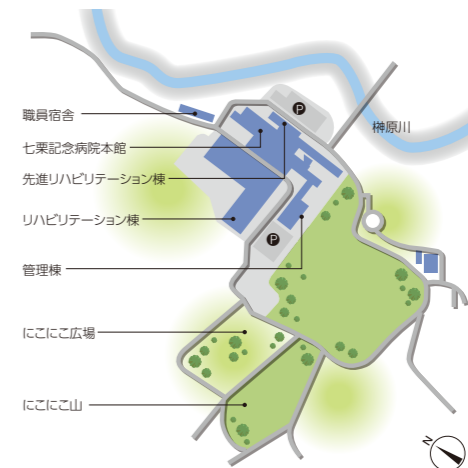 P
職員宿舎
榊原川
七栗記念病院本館
先進リハビリテーション棟
リハビリテーション棟
P
管理棟
にこにこ広場
にこにこ山
N